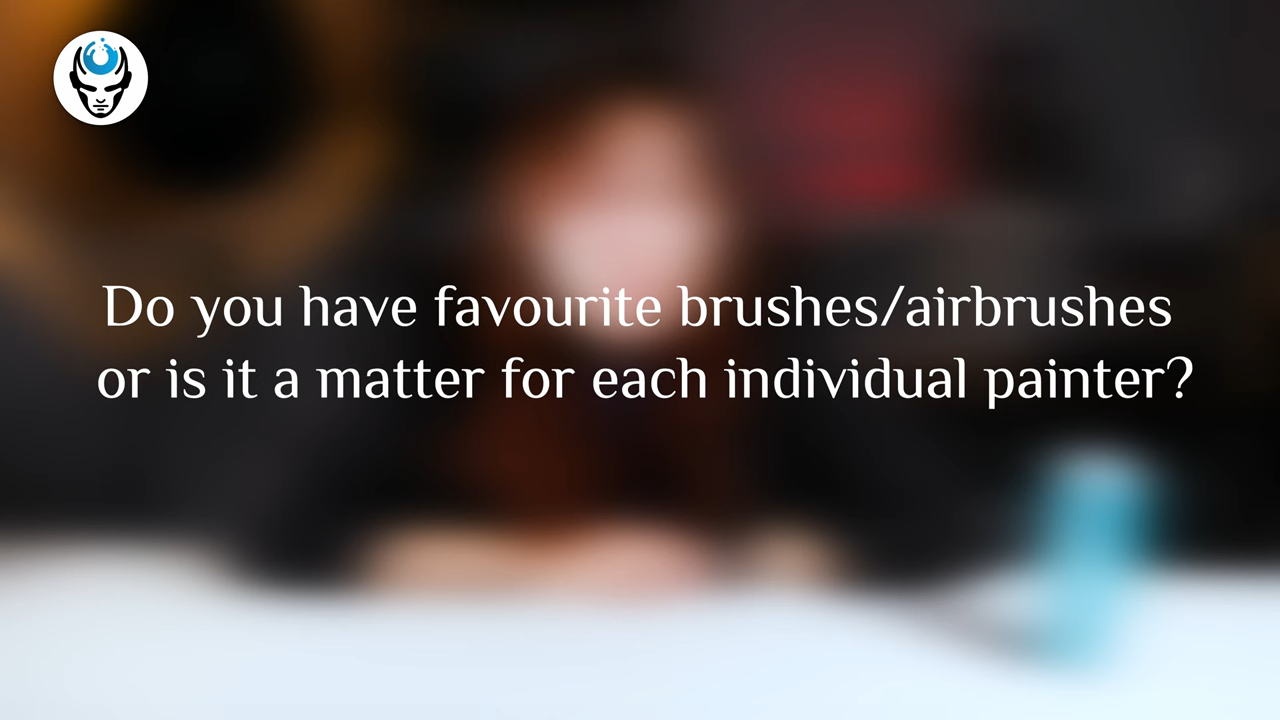 Do you have favourite brushes/airbrushes
or is it a matter for each individual painter?